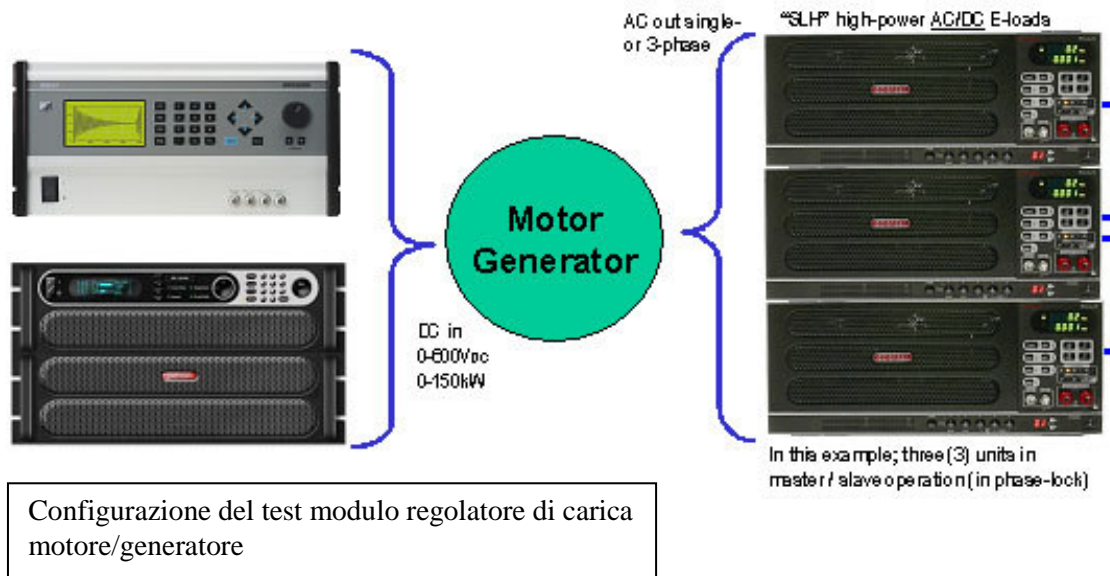 AC out single-
or 3-phase
"SLH" high-power AC/DC E-loads
Motor
Generator
DC in
0-600VDC
0-150kW
In this example; three (3) units in
master / slave operation (in phase-lock)
Configurazione del test modulo regolatore di carica
motore/generatore